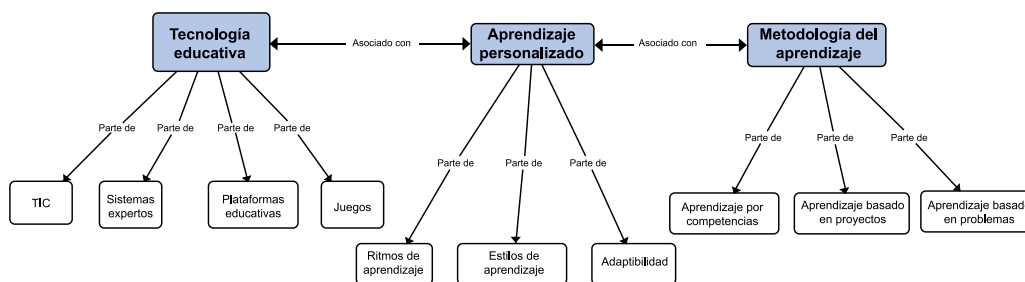 Tecnología
educativa
Asociado con
Aprendizaje
personalizado
Asociado con
Metodología del
aprendizaje
Parte de
Parte de
Parte de
Parte de
Parte de
Parte de
Parte de
Parte de
Parte de
Parte de
TIC
Sistemas
expertos
Plataformas
educativas
Juegos
Aprendizaje por
competencias
Aprendizaje basado
en proyectos
Aprendizaje basado
en problemas
Ritmos de
aprendizaje
Estilos de
aprendizaje
Adaptibilidad